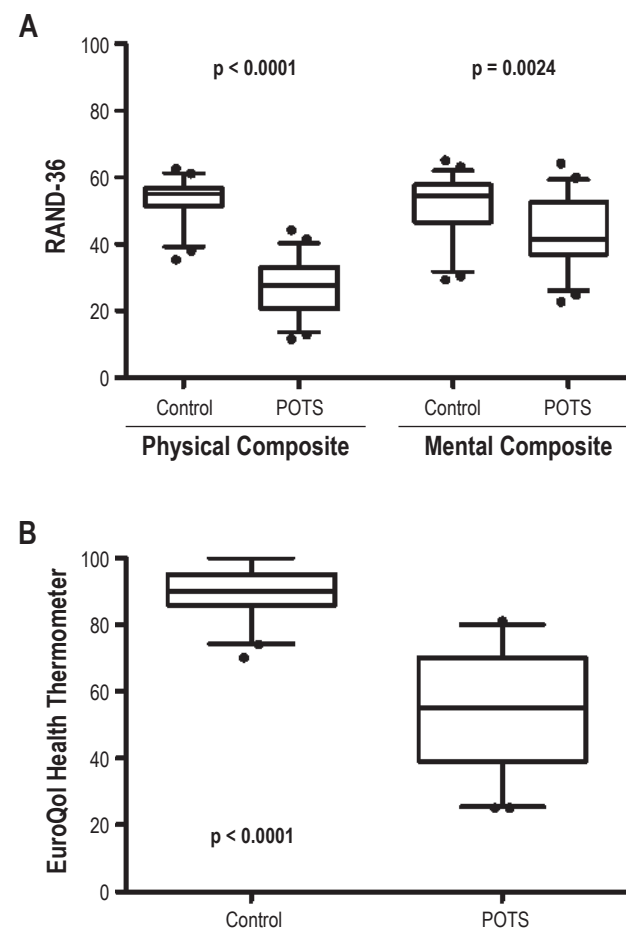 A
RAND-36
100
80
60
40
20
0
p < 0.0001
p = 0.0024
Control POTS Control POTS
Physical Composite Mental Composite
B
EuroQol Health Thermometer
100
80
60
40
20
0
p < 0.0001
Control POTS